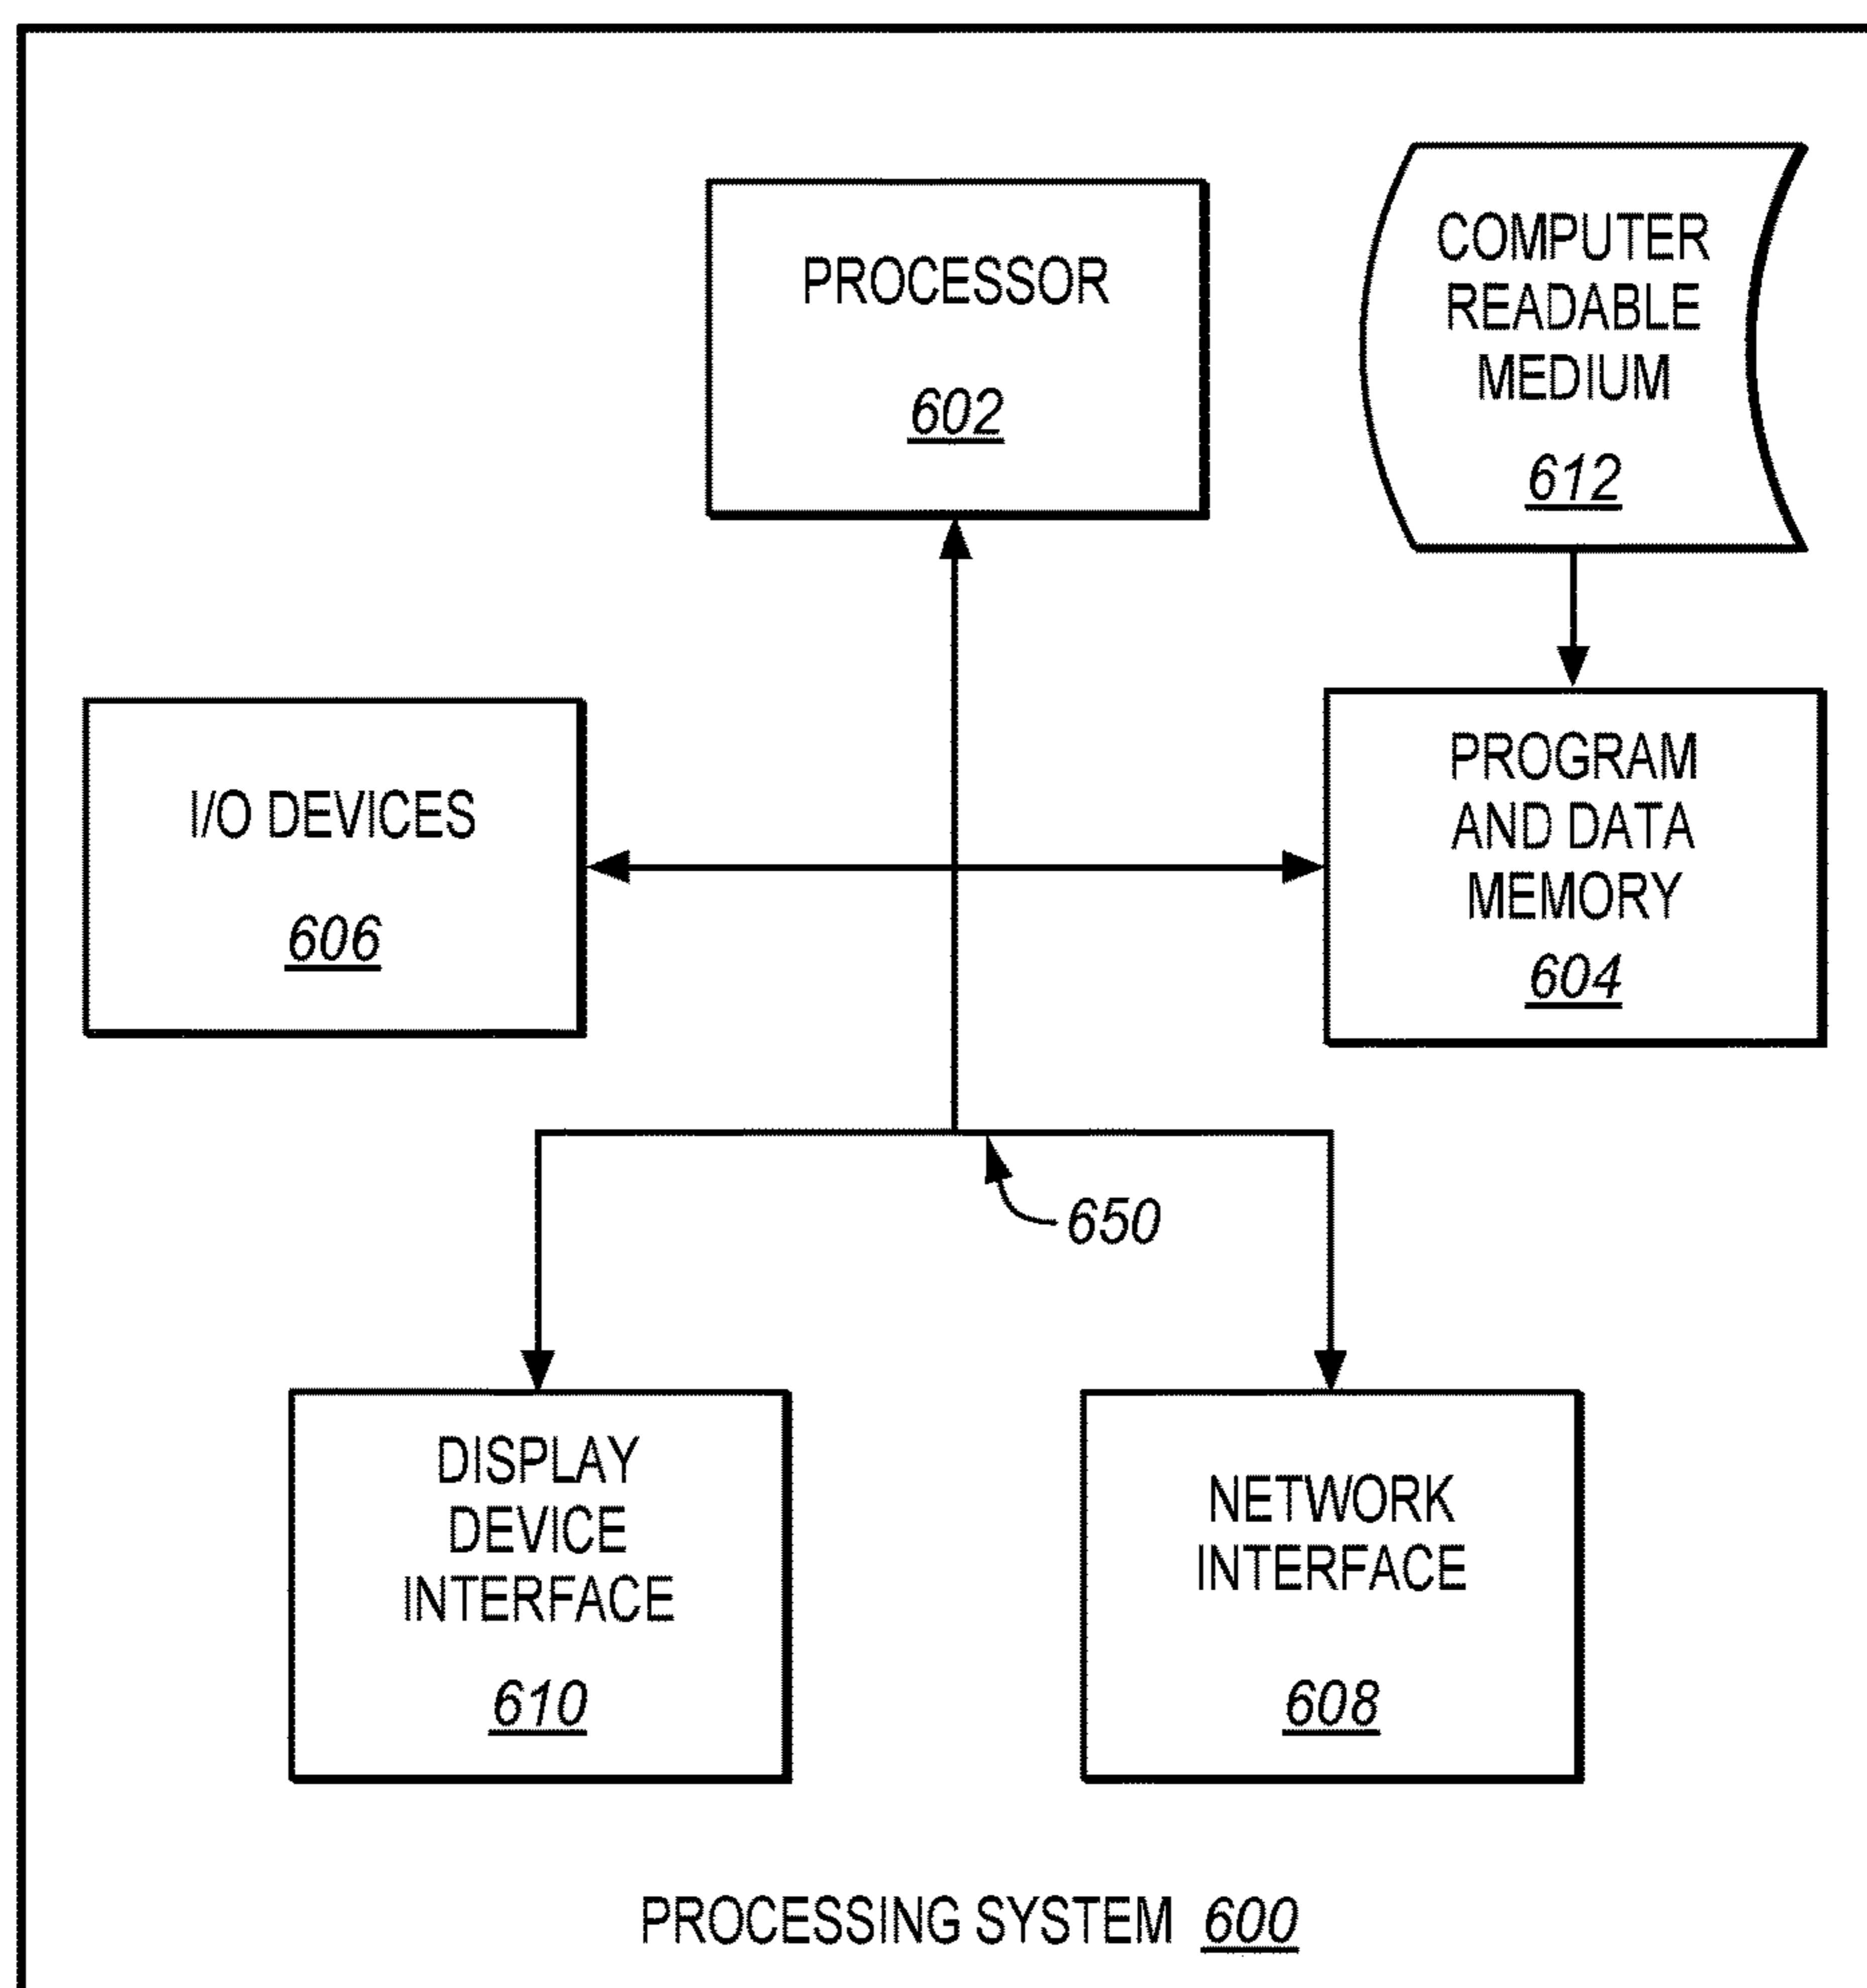 PROCESSOR
602
COMPUTER
READABLE
MEDIUM
612
I/O DEVICES
606
PROGRAM
AND DATA
MEMORY
604
650
DISPLAY
DEVICE
INTERFACE
610
NETWORK
INTERFACE
608
PROCESSING SYSTEM 600